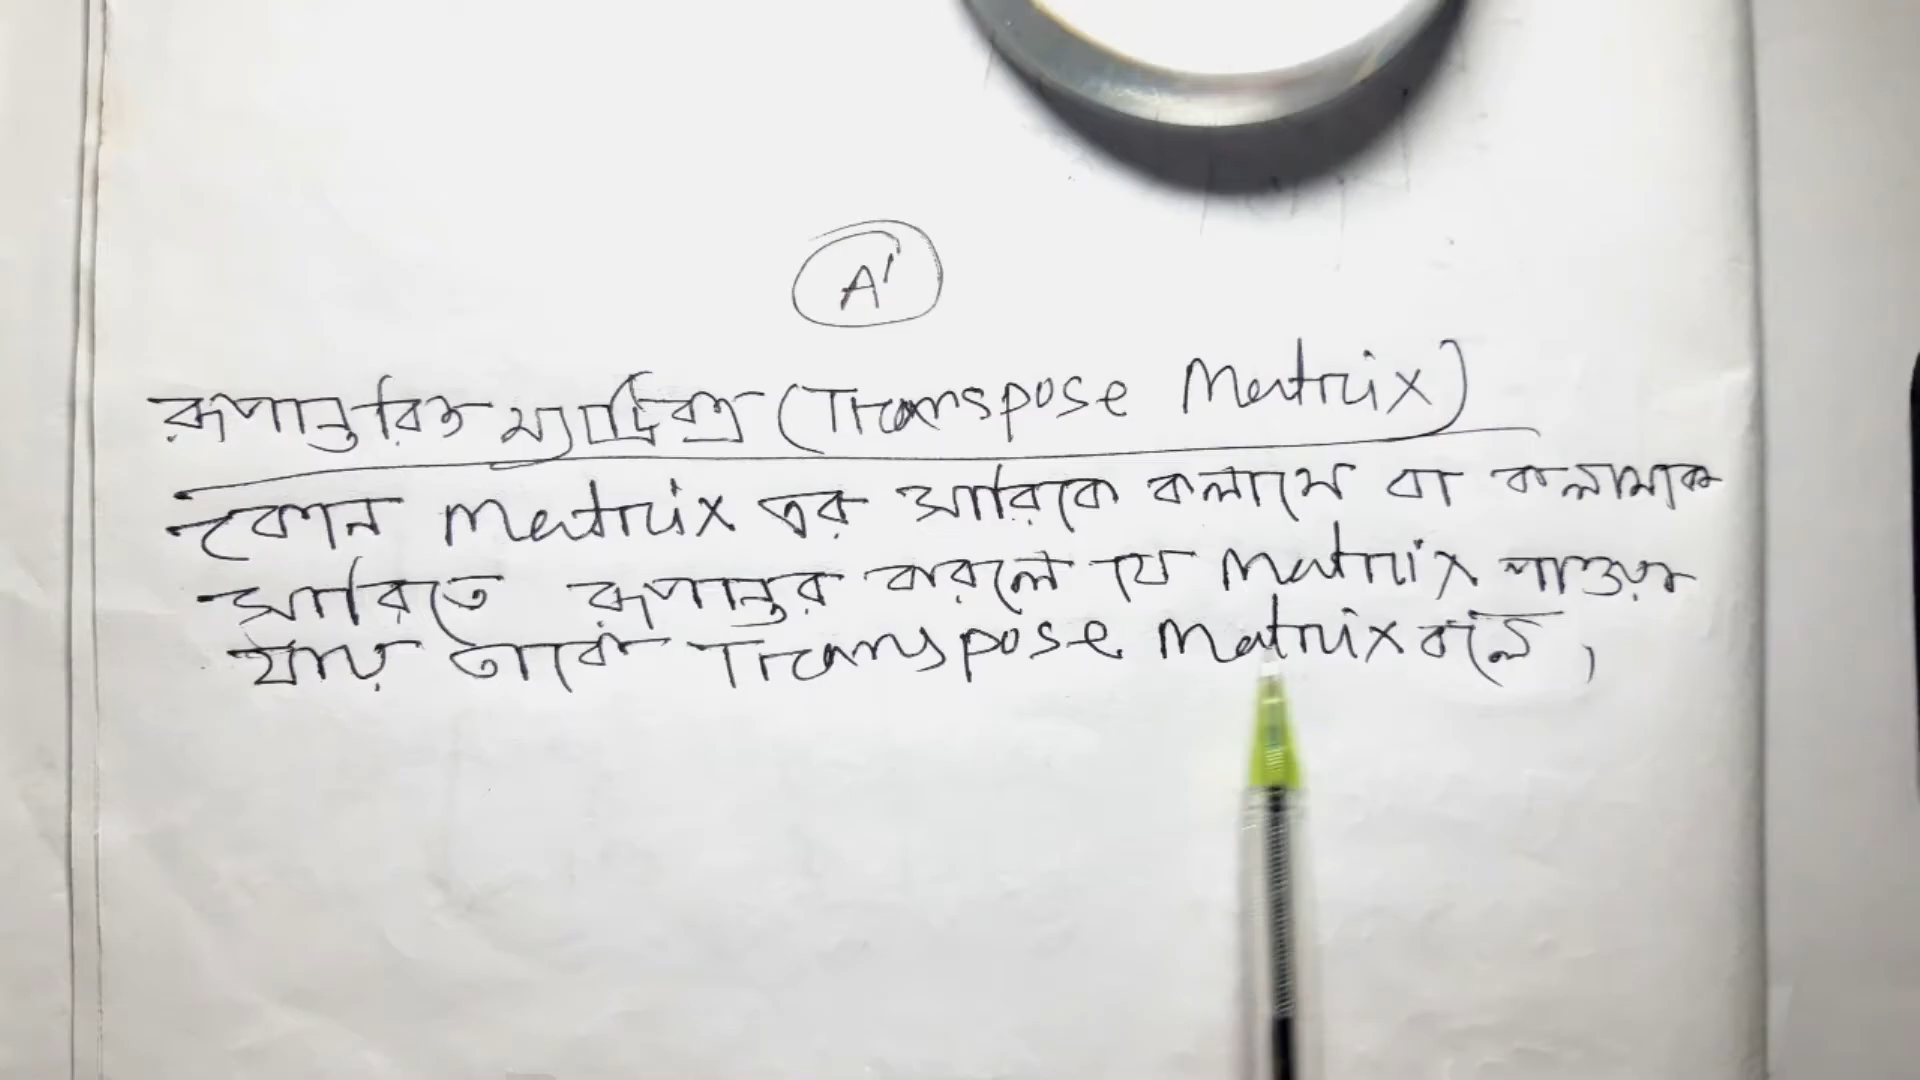 A'
রূপান্তরিত ম্যাট্রিক্স (Transpose Matrix)
কোন Matrix এর সারিকে কলামে বা কলামকে
সারিতে রূপান্তর করলে যে Matrix পাওয়া
যায় তাকে Transpose Matrix বলে,